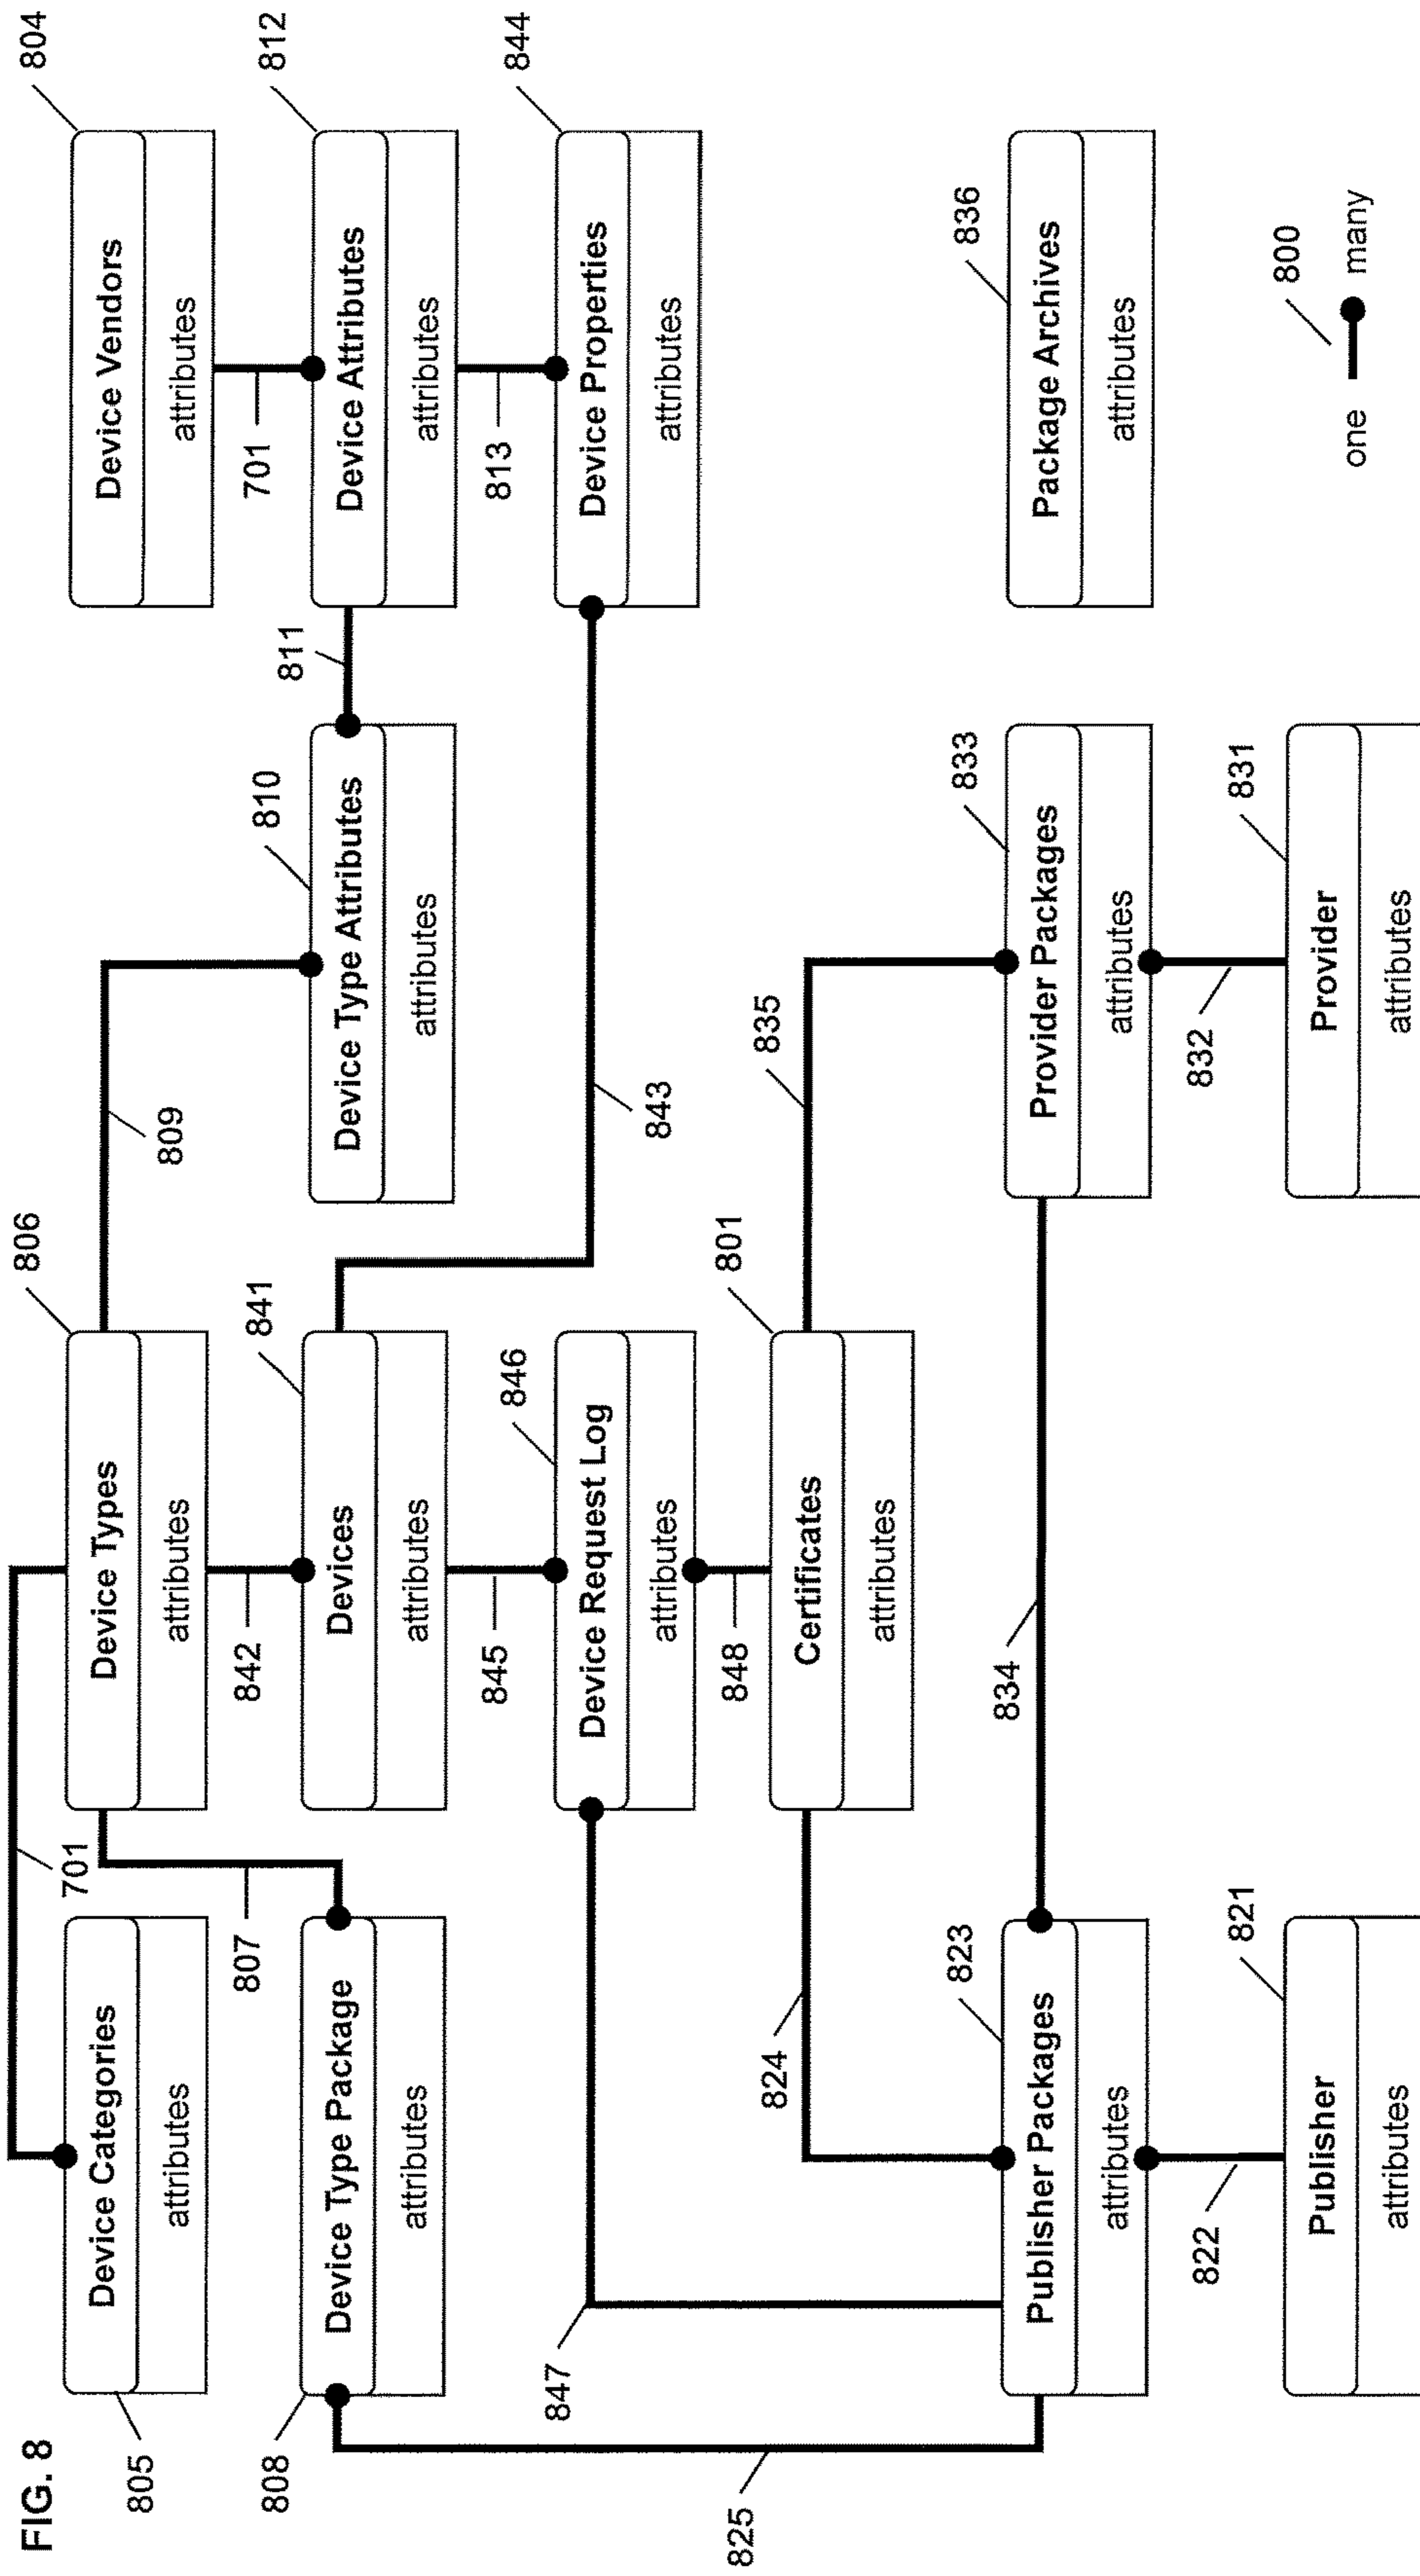 FIG. 8
805
Device Categories
attributes
701
806
Device Types
attributes
809
804
Device Vendors
attributes
701
807
842
808
Device Type Package
attributes
841
Devices
attributes
810
Device Type Attributes
attributes
811
812
Device Attributes
attributes
813
845
846
Device Request Log
attributes
843
844
Device Properties
attributes
847
848
825
824
801
Certificates
attributes
835
823
Publisher Packages
attributes
834
833
Provider Packages
attributes
836
Package Archives
attributes
822
821
Publisher
attributes
832
831
Provider
attributes
800
one many